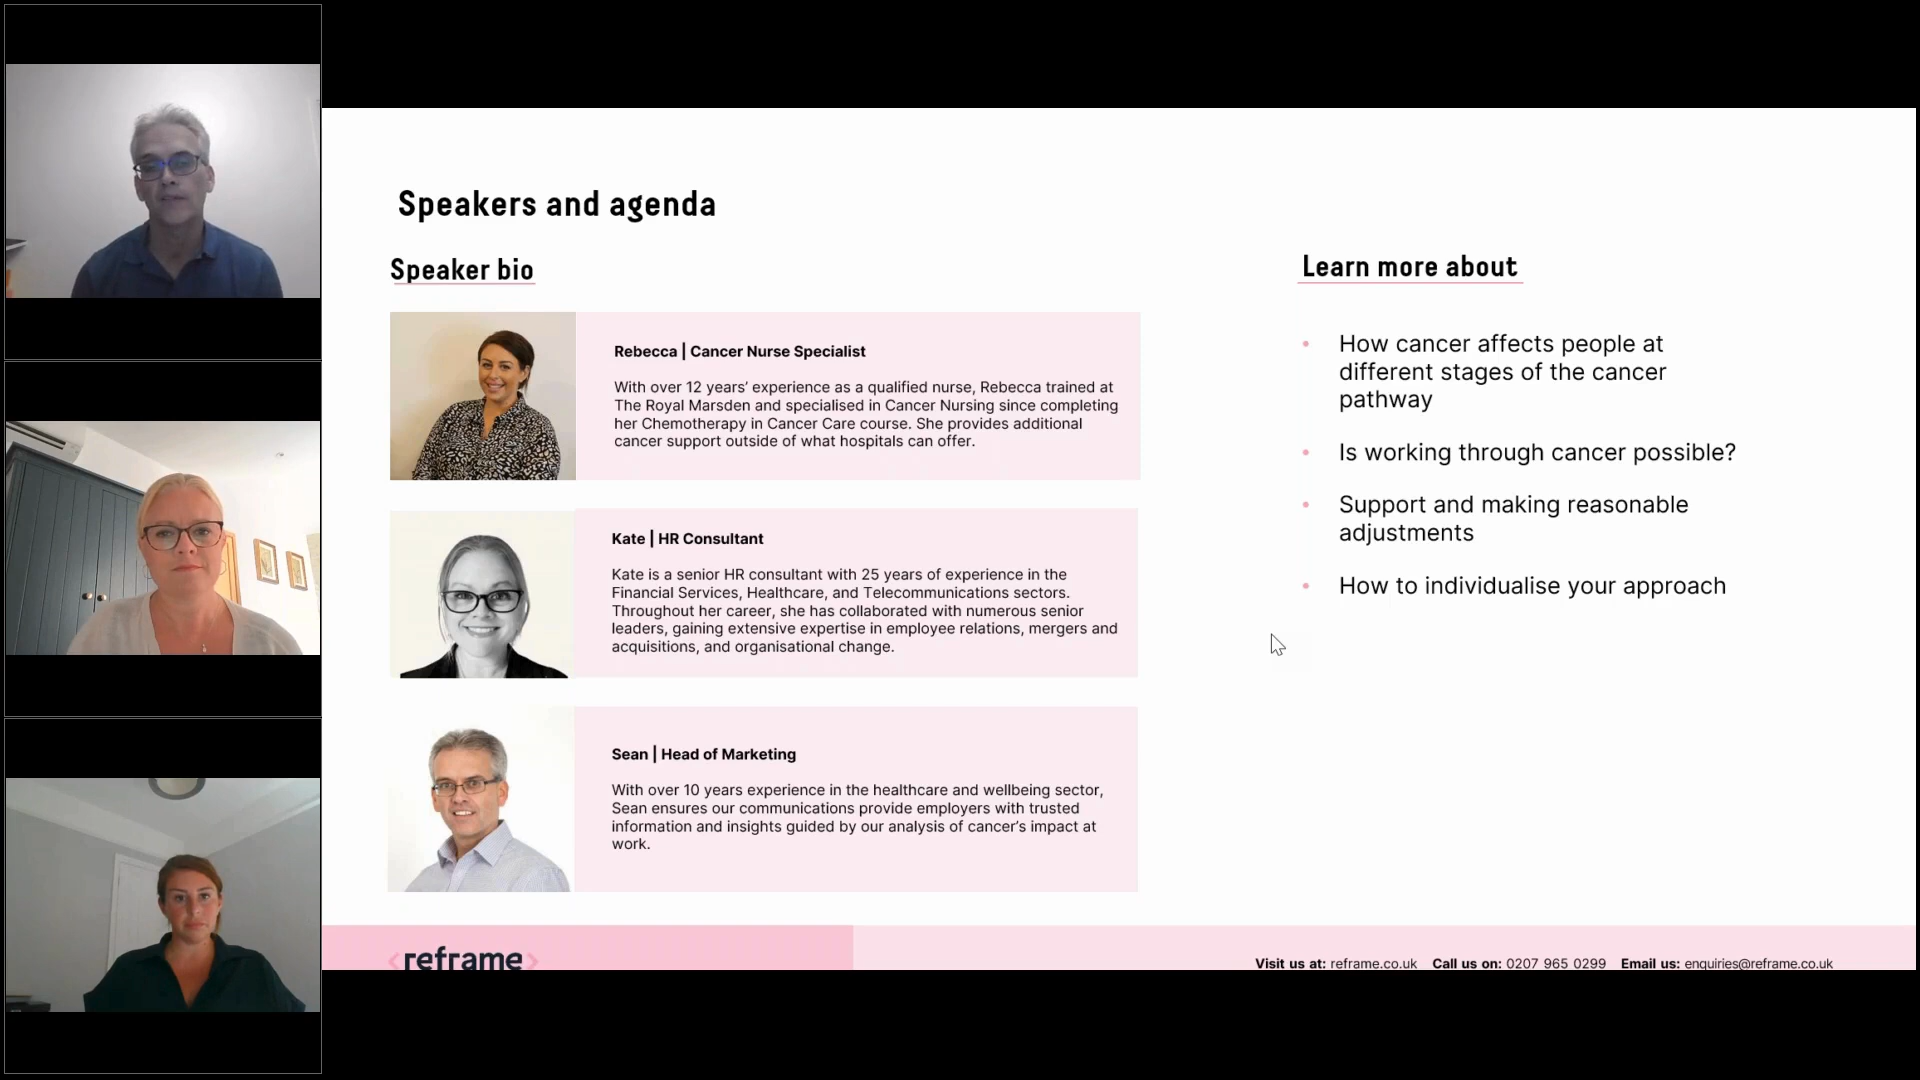 Speakers and agenda
Speaker bio
Rebecca | Cancer Nurse Specialist
With over 12 years’ experience as a qualified nurse, Rebecca trained at
The Royal Marsden and specialised in Cancer Nursing since completing
her Chemotherapy in Cancer Care course. She provides additional
cancer support outside of what hospitals can offer.
Kate | HR Consultant
Kate is a senior HR consultant with 25 years of experience in the
Financial Services, Healthcare, and Telecommunications sectors.
Throughout her career, she has collaborated with numerous senior
leaders, gaining extensive expertise in employee relations, mergers and
acquisitions, and organisational change.
Sean | Head of Marketing
With over 10 years experience in the healthcare and wellbeing sector,
Sean ensures our communications provide employers with trusted
information and insights guided by our analysis of cancer’s impact at
work.
Learn more about
• How cancer affects people at
different stages of the cancer
pathway
• Is working through cancer possible?
• Support and making reasonable
adjustments
• How to individualise your approach
<reframe>
Visit us at: reframe.co.uk Call us on: 0207 965 0299 Email us: enquiries@reframe.co.uk